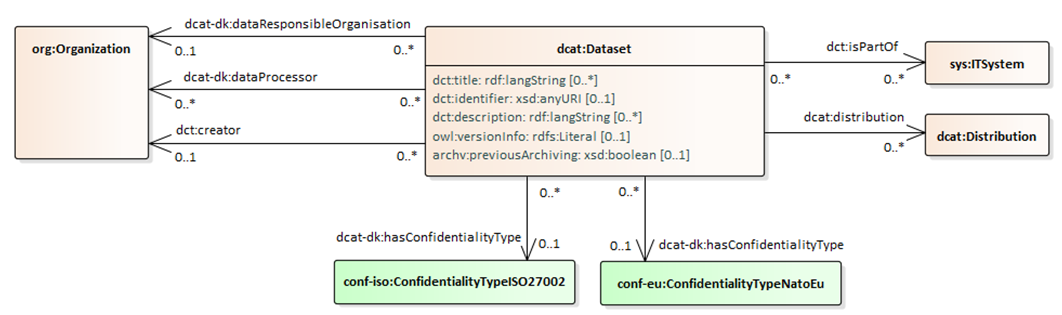 dcat-dk:dataResponsibleOrganisation
org:Organization
0..1
0..*
dcat:Dataset
dct:isPartOf
sys:ITSystem
0..*
0..*
dcat-dk:dataProcessor
0..*
0..*
dct:title: rdf:langString [0..*]
dct:identifier: xsd:anyURI [0..1]
dct:description: rdf:langString [0..*]
owl:versionInfo: rdfs:Literal [0..1]
archv:previousArchiving: xsd:boolean [0..1]
dcat:distribution
dcat:Distribution
0..*
dct:creator
0..1
0..*
0..*
0..*
dcat-dk:hasConfidentialityType
0..1
0..1
dcat-dk:hasConfidentialityType
conf-iso:ConfidentialityTypeISO27002
conf-eu:ConfidentialityTypeNatoEu